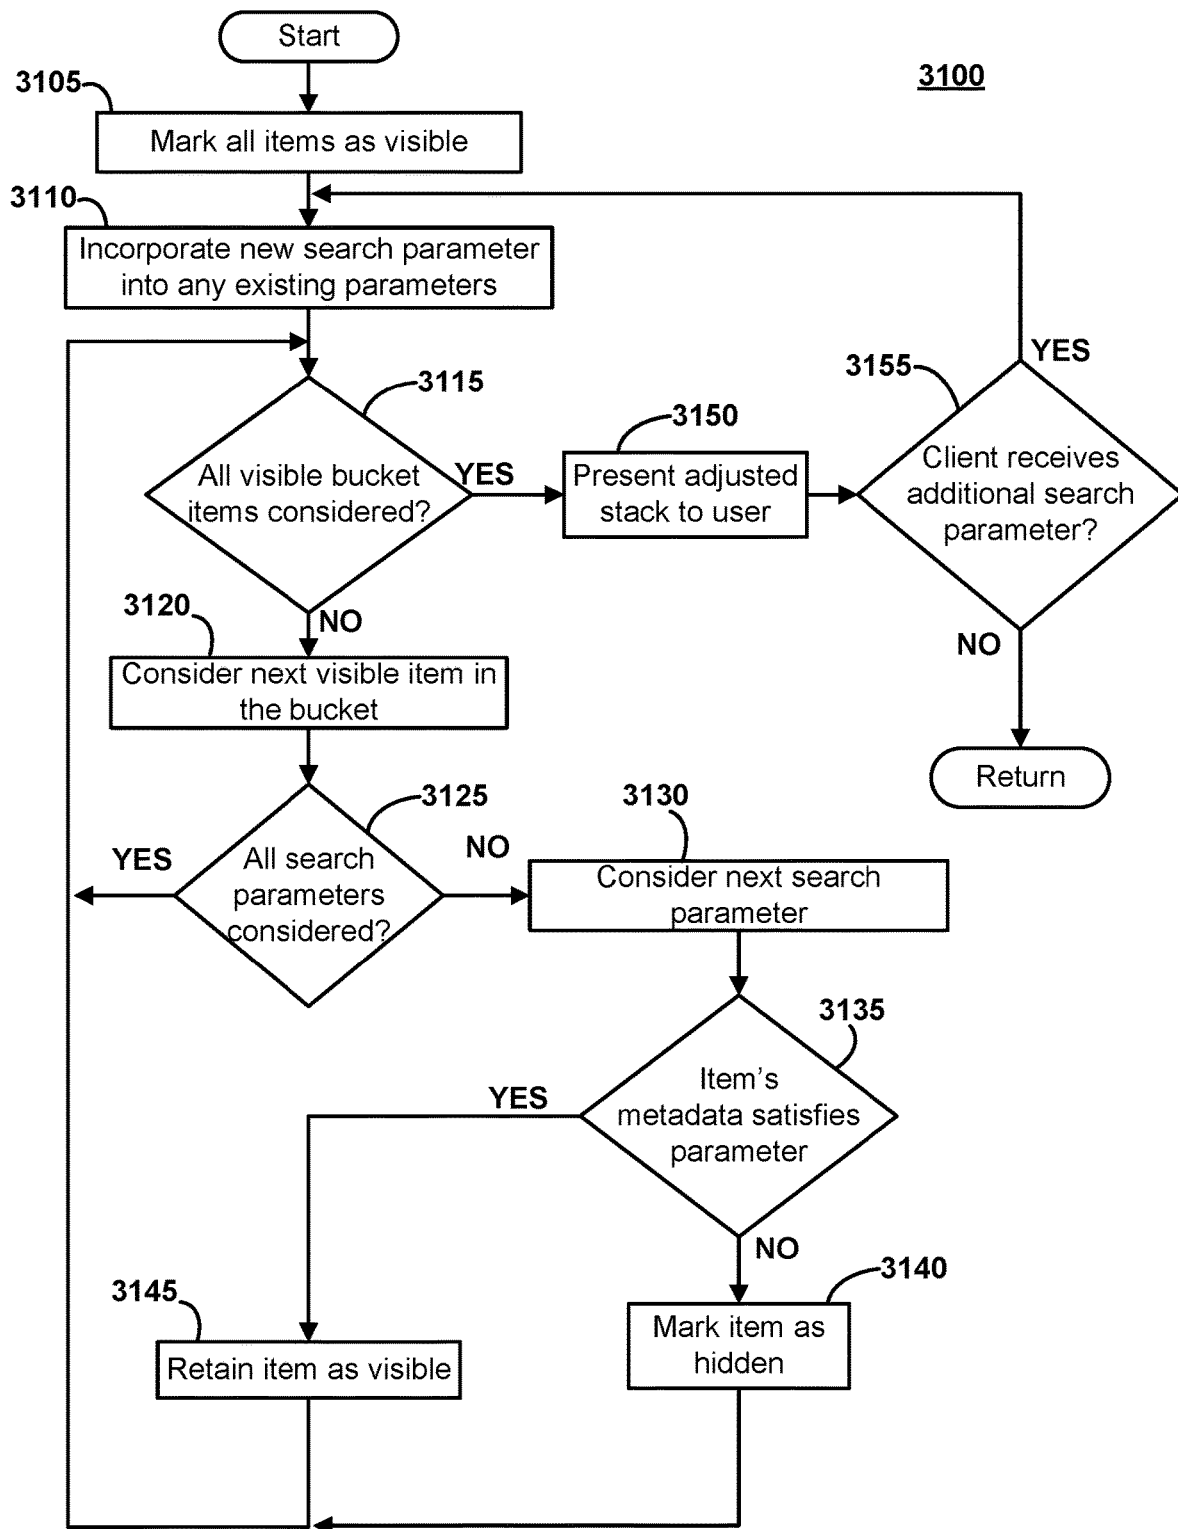 Start
3100
3105
Mark all items as visible
3110
Incorporate new search parameter
into any existing parameters
3115
All visible bucket
items considered?
YES
3150
Present adjusted
stack to user
3155
YES
Client receives
additional search
parameter?
NO
Return
NO
3120
Consider next visible item in
the bucket
3125
YES
All search
parameters
considered?
NO
3130
Consider next search
parameter
3135
Item's
metadata satisfies
parameter
YES
NO
3140
Mark item as
hidden
3145
Retain item as visible